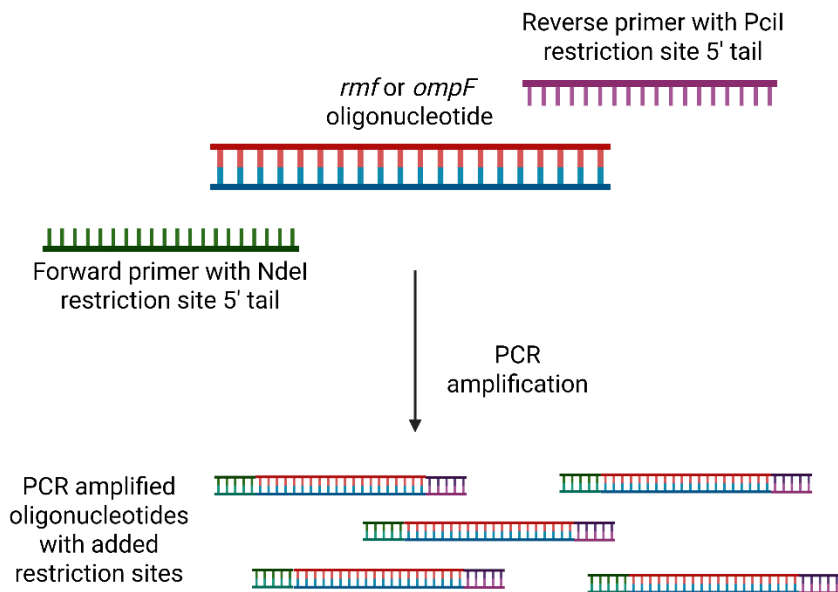 Reverse primer with PciI
restriction site 5' tail
rmf or ompF
oligonucleotide
Forward primer with NdeI
restriction site 5' tail
PCR
amplification
PCR amplified
oligonucleotides
with added
restriction sites